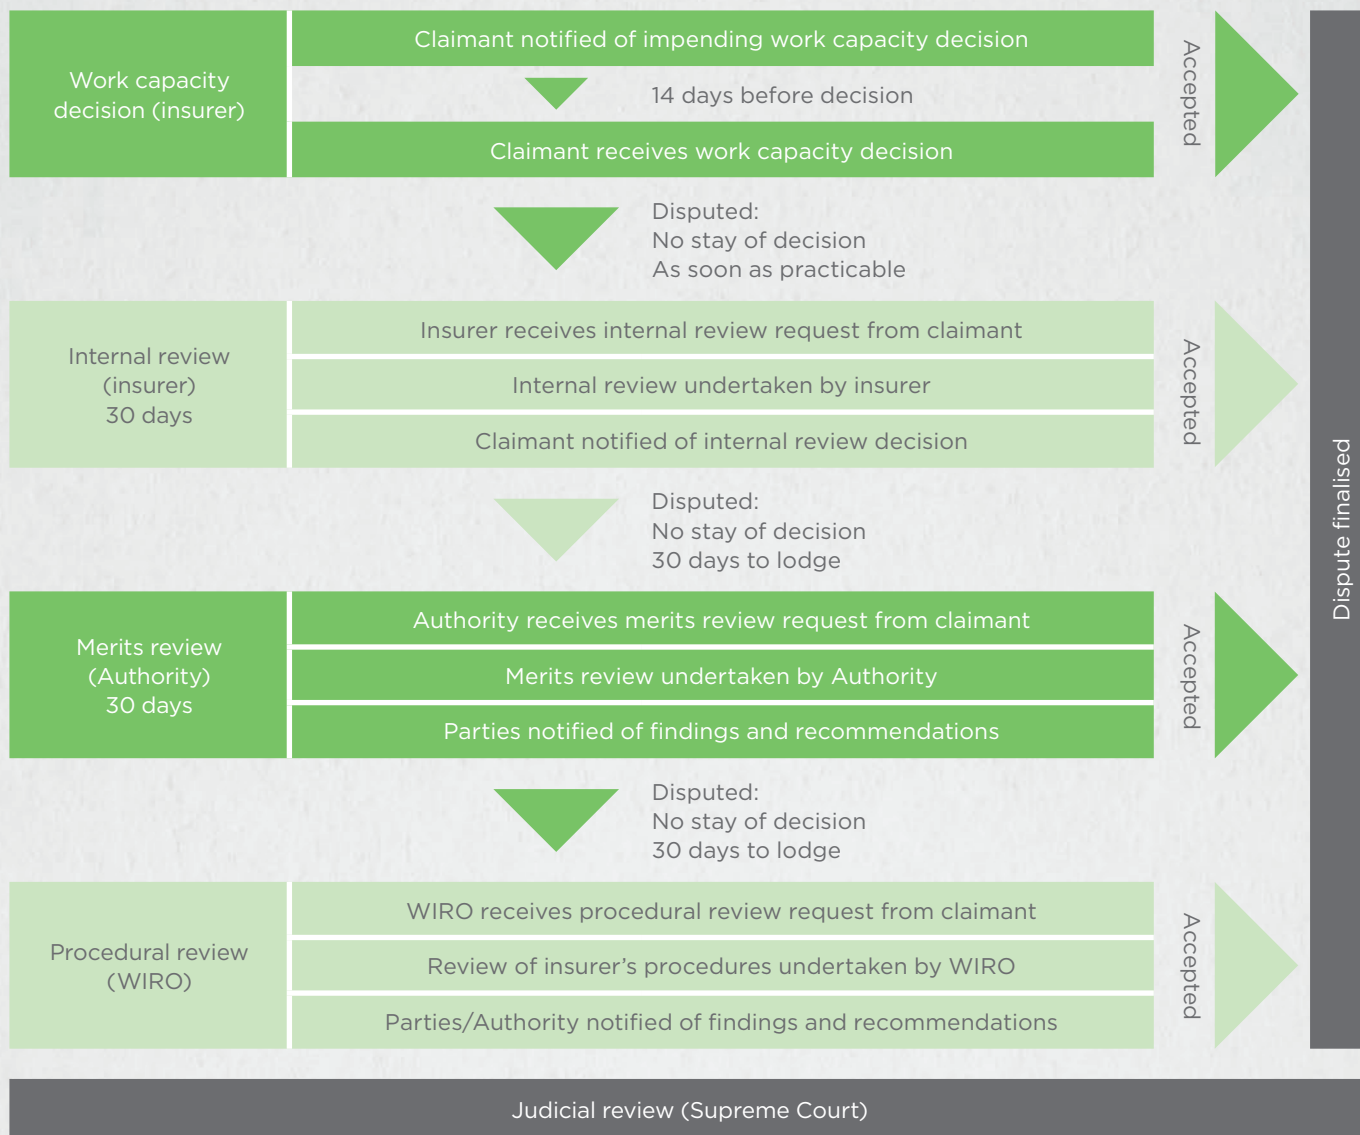 Work capacity
decision (insurer)
Claimant notified of impending work capacity decision
14 days before decision
Claimant receives work capacity decision
Accepted
Disputed:
No stay of decision
As soon as practicable
Internal review
(insurer)
30 days
Insurer receives internal review request from claimant
Internal review undertaken by insurer
Claimant notified of internal review decision
Accepted
Disputed:
No stay of decision
30 days to lodge
Merits review
(Authority)
30 days
Authority receives merits review request from claimant
Merits review undertaken by Authority
Parties notified of findings and recommendations
Accepted
Disputed:
No stay of decision
30 days to lodge
Procedural review
(WIRO)
WIRO receives procedural review request from claimant
Review of insurer’s procedures undertaken by WIRO
Parties/Authority notified of findings and recommendations
Accepted
Dispute finalised
Judicial review (Supreme Court)